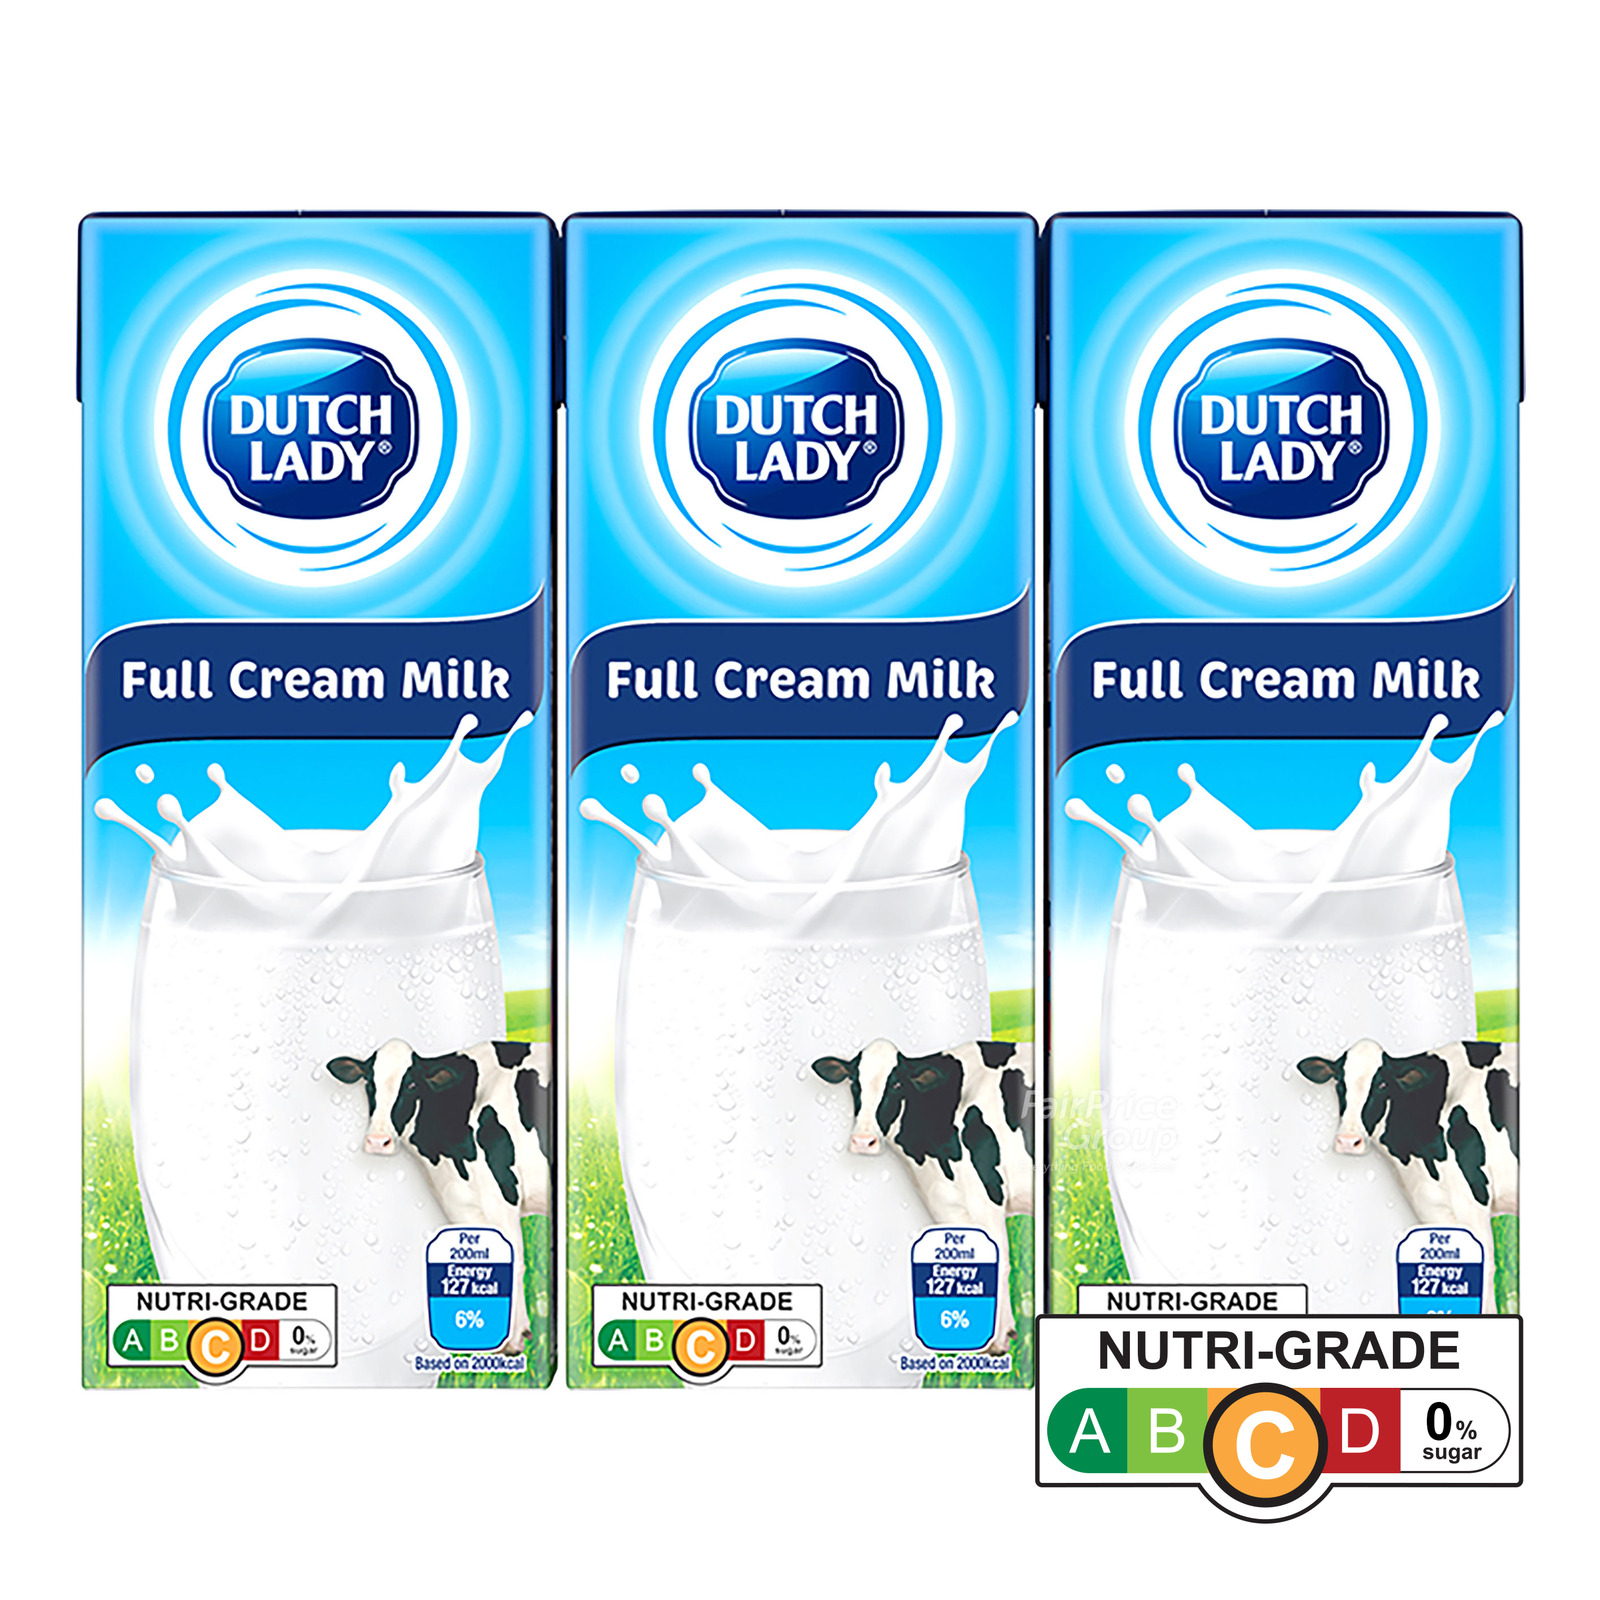 DUTCH
LADY®
Full Cream Milk
Per
200ml
Energy
127 kcal
6%
Based on 2000kcal
NUTRI-GRADE
A B C D 0% sugar
DUTCH
LADY®
Full Cream Milk
Per
200ml
Energy
127 kcal
6%
Based on 2000kcal
NUTRI-GRADE
A B C D 0% sugar
DUTCH
LADY®
Full Cream Milk
FairPrice
Group
Per
200ml
Energy
127 kcal
NUTRI-GRADE
NUTRI-GRADE
A B C D 0% sugar